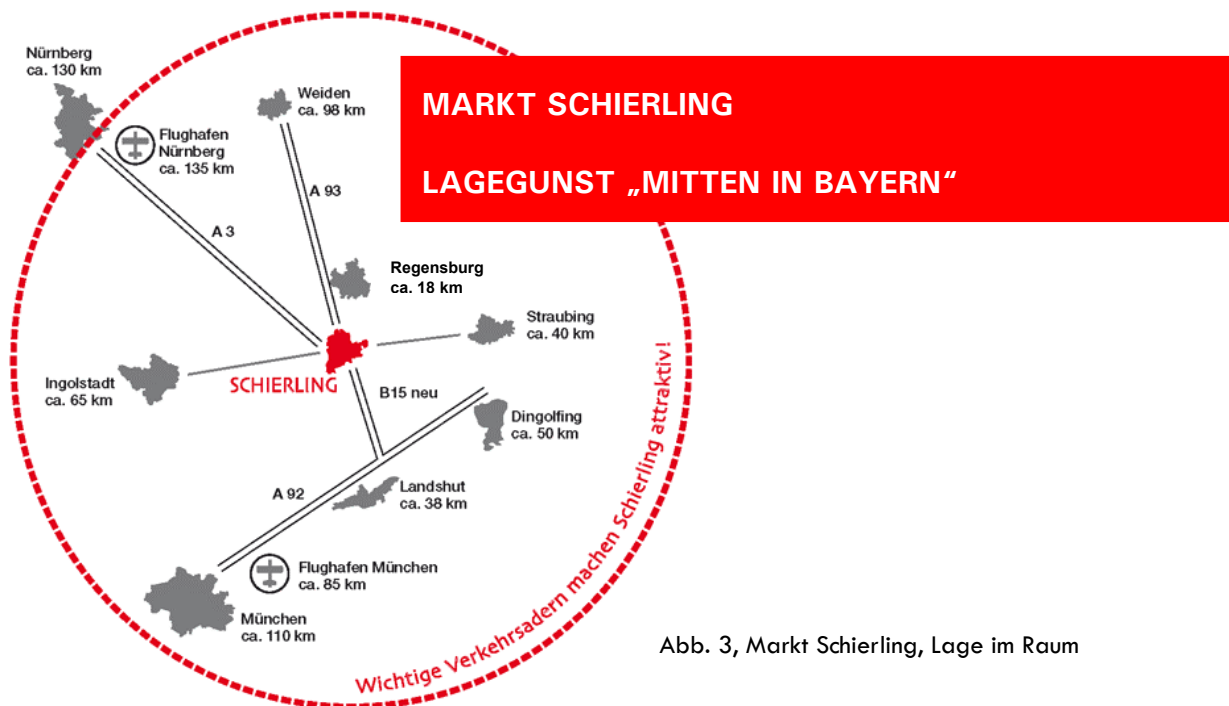 MARKT SCHIERLING
LAGEGUNST „MITTEN IN BAYERN“
Nürnberg
ca. 130 km
Flughafen
Nürnberg
ca. 135 km
Weiden
ca. 98 km
A 93
A 3
Regensburg
ca. 18 km
Straubing
ca. 40 km
SCHIERLING
Ingolstadt
ca. 65 km
B15 neu
Dingolfing
ca. 50 km
A 92
Landshut
ca. 38 km
Flughafen München
ca. 85 km
München
ca. 110 km
Wichtige Verkehrsadern machen Schierling attraktiv!
Abb. 3, Markt Schierling, Lage im Raum